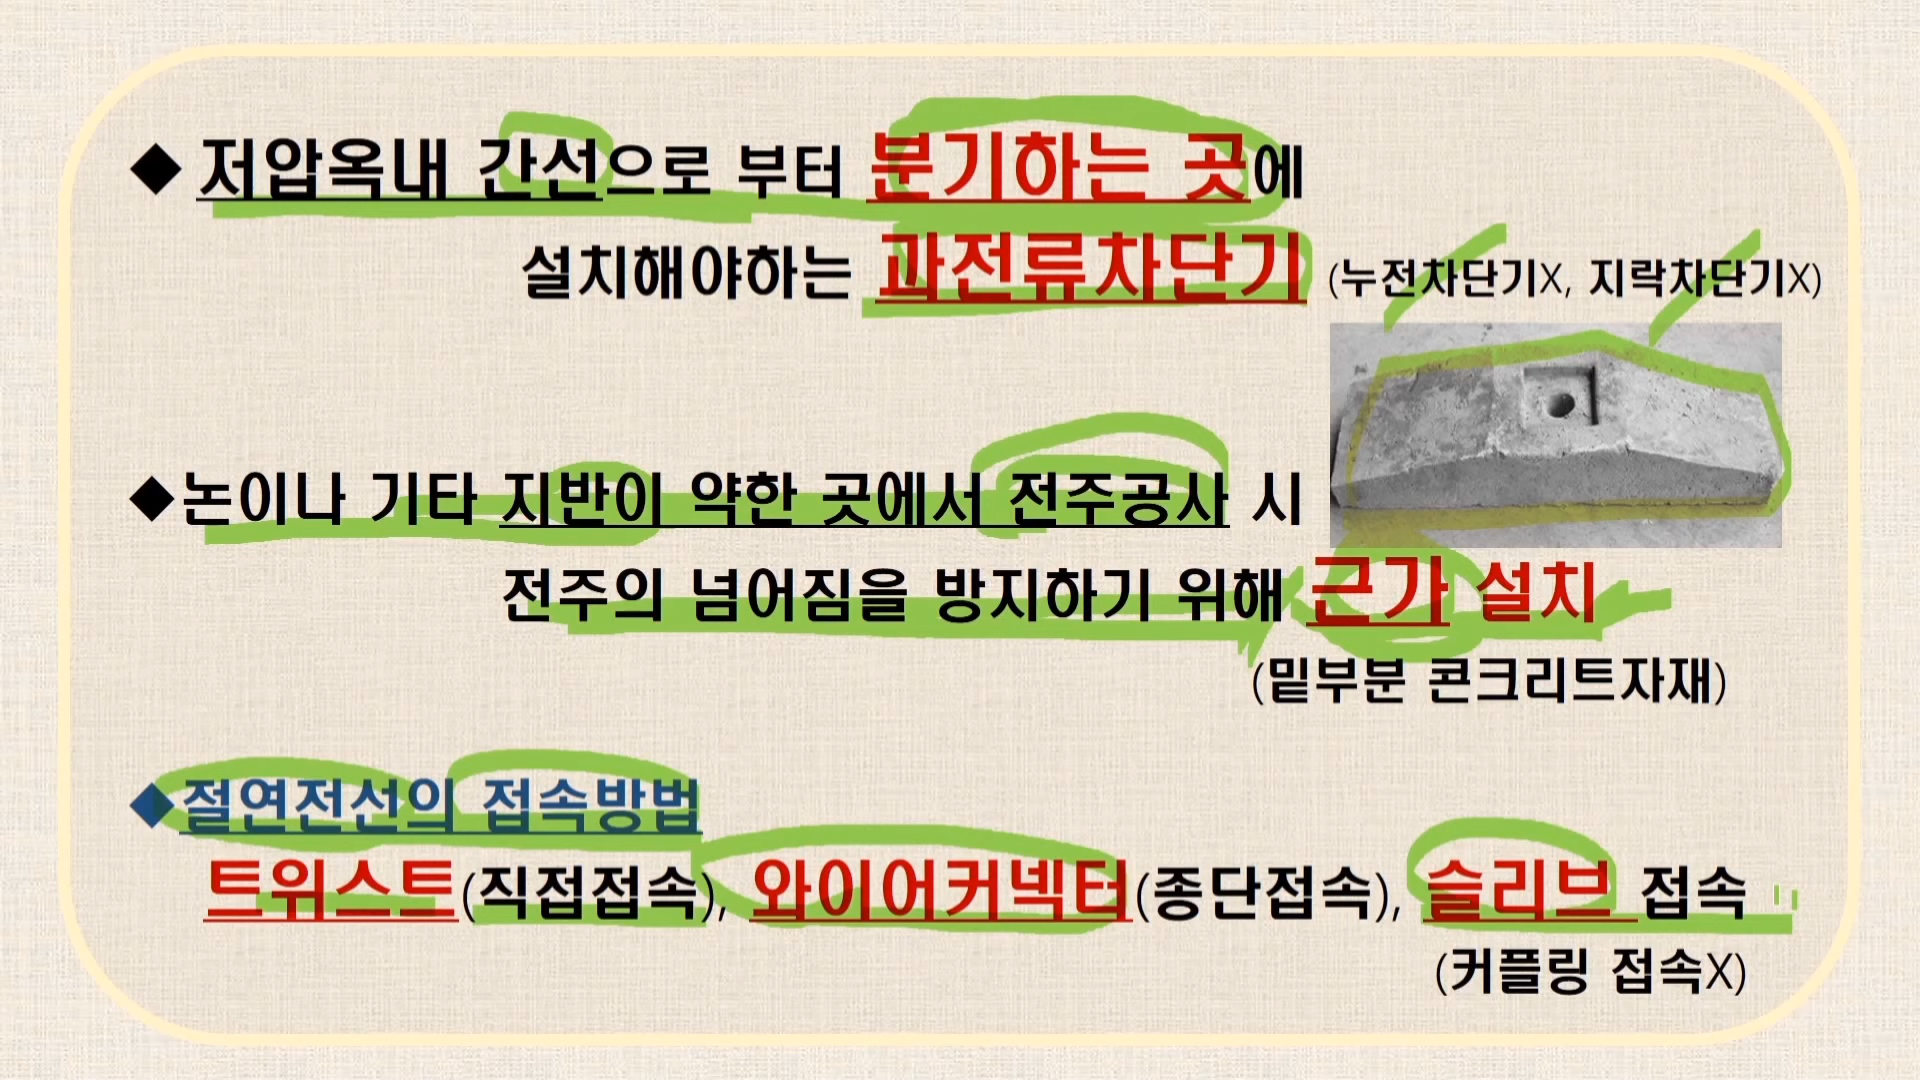 ◆ 저압옥내 간선으로 부터 분기하는 곳에
설치해야하는 과전류차단기 (누전차단기X, 지락차단기X)
◆논이나 기타 지반이 약한 곳에서 전주공사 시
전주의 넘어짐을 방지하기 위해 근가 설치
(밑부분 콘크리트자재)
◆절연전선의 접속방법
트위스트(직접접속), 와이어커넥터(종단접속), 슬리브 접속
(커플링 접속X)